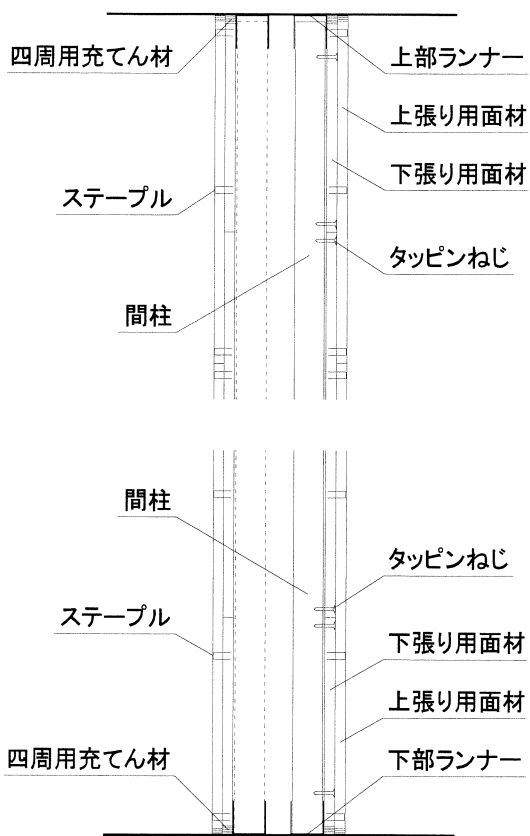 四周用充てん材
上部ランナー
上張り用面材
下張り用面材
ステープル
タッピンねじ
間柱
間柱
タッピンねじ
ステープル
下張り用面材
上張り用面材
四周用充てん材
下部ランナー